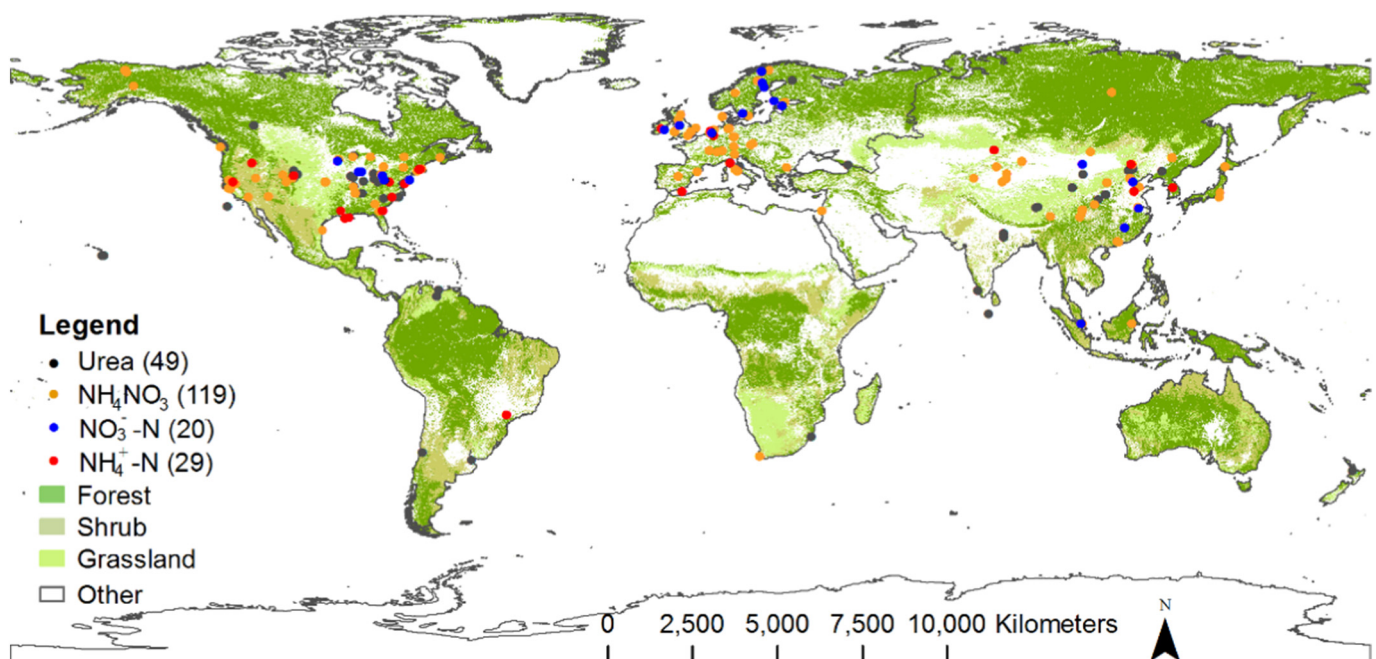 Legend
Urea (49)
NH₄NO₃ (119)
NO₃⁻-N (20)
NH₄⁺-N (29)
Forest
Shrub
Grassland
Other
0 2,500 5,000 7,500 10,000 Kilometers
N